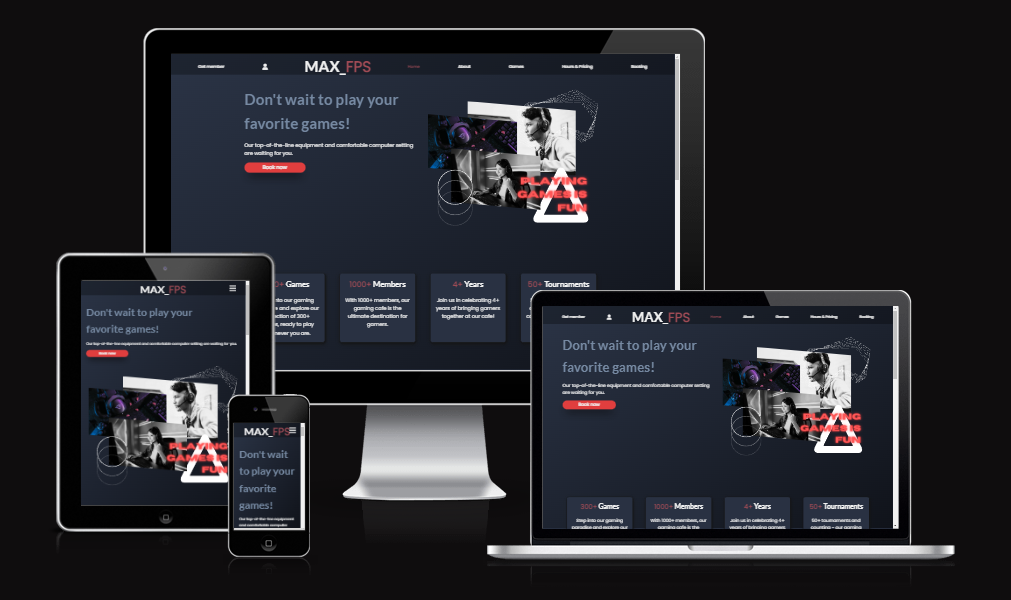 Get member MAX_FPS Home About Games Hours & Pricing Booking
Don't wait to play your
favorite games!
Our top-of-the-line equipment and comfortable computer setting
are waiting for you.
Book now
PLAYING
GAMES IS
FUN
0+ Games
to our gaming
e and explore our
ction of 300+
s, ready to play
never you are.
1000+ Members
With 1000+ members, our
gaming cafe is the
ultimate destination for
gamers.
4+ Years
Join us in celebrating 4+
years of bringing gamers
together at our cafe!
50+ Tournaments
MAX_FPS
Don't wait to play your
favorite games!
Our top-of-the-line equipment and comfortable computer setting are waiting for you.
Book now
PLAYING
GAMES IS
FUN
MAX_FPS
Don't wait
to play your
favorite
games!
Our top-of-the-line equipment
and comfortable computer
Get member MAX_FPS Home About Games Hours & Pricing Booking
Don't wait to play your
favorite games!
Our top-of-the-line equipment and comfortable computer setting
are waiting for you.
Book now
PLAYING
GAMES IS
FUN
300+ Games
Step into our gaming
paradise and explore our
1000+ Members
With 1000+ members, our
gaming cafe is the
4+ Years
Join us in celebrating 4+
years of bringing gamers
50+ Tournaments
50+ tournaments and
counting - our gaming